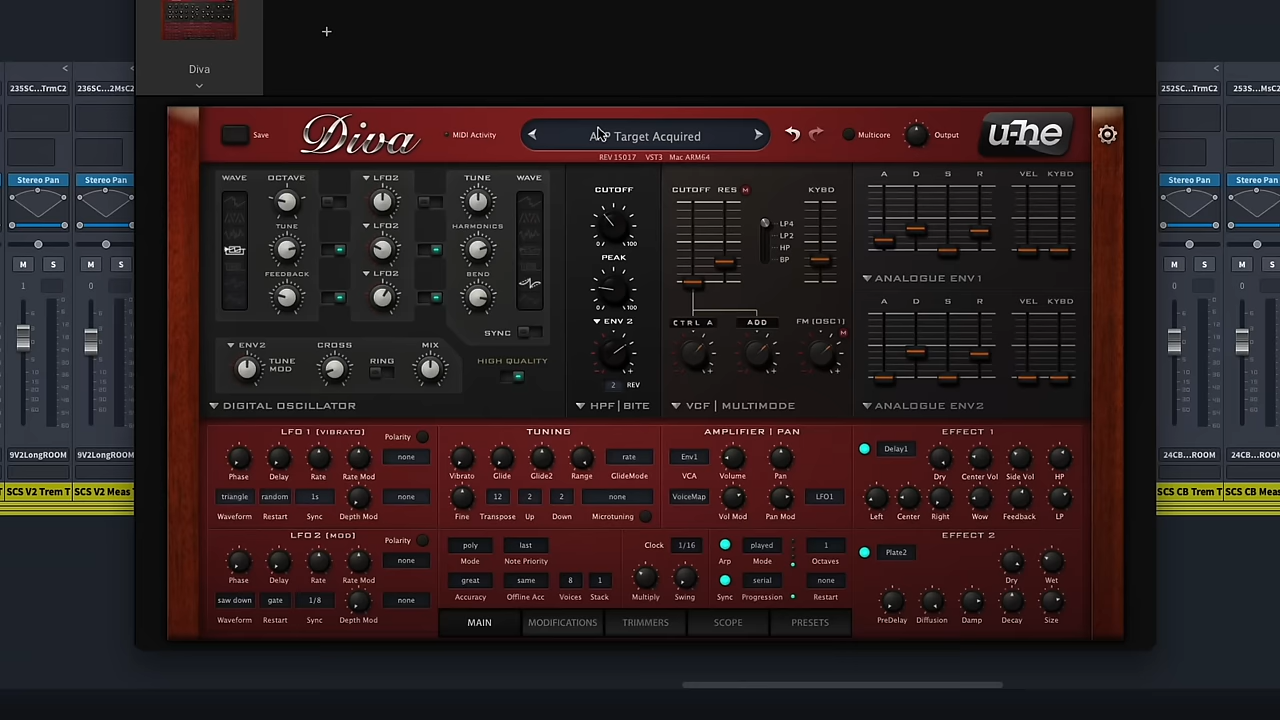 Diva
<
<
235SC...TrmC2
236SC...2MsC2
252SC...TrmC2
253S...MsC2
Save
Diva
MIDI Activity
Target Acquired
REV 15017 VST3 Mac ARM64
Multicore
Output
u-he
Stereo Pan
Stereo Pan
Stereo Pan
Stereo Pan
M S M S
M S M S
1 0
0 0
WAVE OCTAVE LFO2 TUNE WAVE
TUNE LFO2 HARMONICS
FEEDBACK LFO2 BEND
SYNC
ENV2 CROSS MIX
TUNE MOD RING
HIGH QUALITY
DIGITAL OSCILLATOR
CUTOFF
0 100
PEAK
0 100
ENV 2
2 REV
HPF | BITE
CUTOFF RES M KYBD
LP4
LP2
HP
BP
CTRL A ADD FM (OSC1)
M
VCF | MULTIMODE
A D S R VEL KYBD
ANALOGUE ENV1
A D S R VEL KYBD
ANALOGUE ENV2
LFO 1 (VIBRATO)
Polarity
Phase Delay Rate Rate Mod none
triangle random 1s none
Waveform Restart Sync Depth Mod
LFO 2 (MOD)
Polarity
none
Phase Delay Rate Rate Mod
saw down gate 1/8 none
Waveform Restart Sync Depth Mod
TUNING
rate
Vibrato Glide Glide2 Range GlideMode
12 2 2 none
Fine Transpose Up Down Microtuning
AMPLIFIER | PAN
Env1
VCA Volume Pan
VoiceMap LFO1
Vol Mod Pan Mod
poly last Clock 1/16 played 1
Mode Note Priority Arp Mode Octaves
great same 8 1 serial none
Accuracy Offline Acc Voices Stack Multiply Swing Sync Progression Restart
MAIN MODIFICATIONS TRIMMERS SCOPE PRESETS
EFFECT 1
Delay1
Dry Center Vol Side Vol HP
Left Center Right Wow Feedback LP
EFFECT 2
Plate2
Dry Wet
PreDelay Diffusion Damp Decay Size
9V2LongROOM
9V2LongROOM
24CB...ROOM
24CB...ROOM
SCS V2 Trem T
SCS V2 Meas
SCS CB Trem T
SCS CB Meas